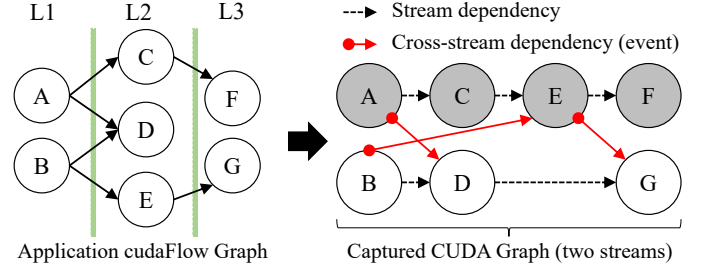 L1 L2 L3
A
B
C
D
E
F
G
Application cudaFlow Graph
Stream dependency
Cross-stream dependency (event)
A C E F
B D G
Captured CUDA Graph (two streams)